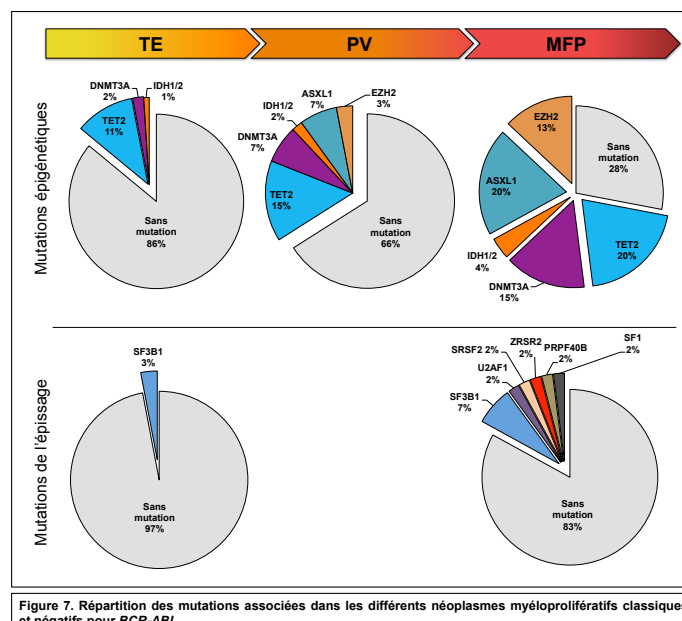 TE
PV
MFP
Mutations épigénétiques
DNMT3A
2%
IDH1/2
1%
TET2
11%
Sans
mutation
86%
ASXL1
7%
EZH2
3%
IDH1/2
2%
DNMT3A
7%
TET2
15%
Sans
mutation
66%
EZH2
13%
Sans
mutation
28%
ASXL1
20%
IDH1/2
4%
DNMT3A
15%
TET2
20%
Mutations de l'épissage
SF3B1
3%
Sans
mutation
97%
SF1
2%
ZRSR2
2%
PRPF40B
2%
SRSF2 2%
U2AF1
2%
SF3B1
7%
Sans
mutation
83%
Figure 7. Répartition des mutations associées dans les différents néoplasmes myéloprolifératifs classiques
et négatifs pour BCR-ABL